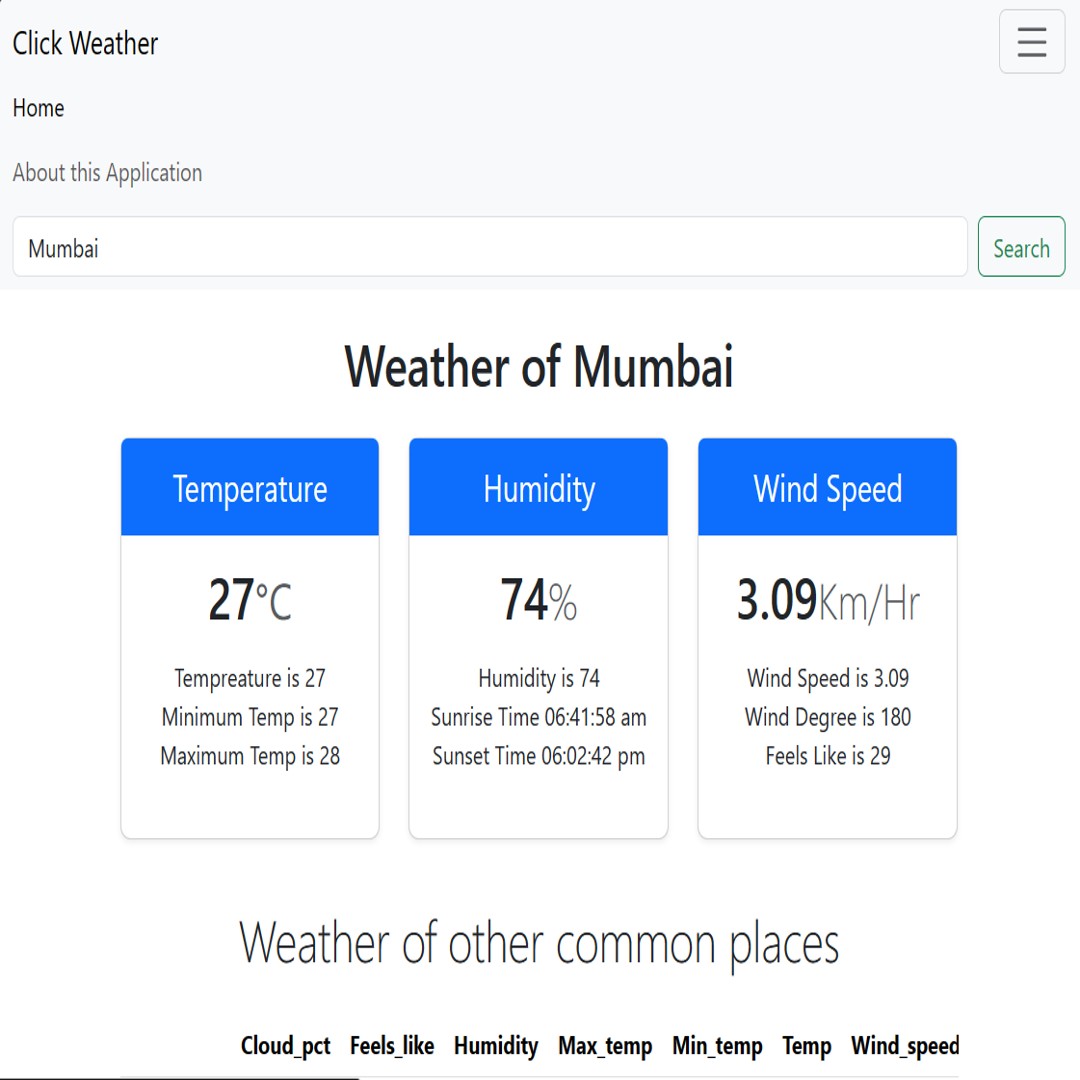 Click Weather
Home
About this Application
Mumbai
Search
Weather of Mumbai
Temperature
27°C
Tempreature is 27
Minimum Temp is 27
Maximum Temp is 28
Humidity
74%
Humidity is 74
Sunrise Time 06:41:58 am
Sunset Time 06:02:42 pm
Wind Speed
3.09Km/Hr
Wind Speed is 3.09
Wind Degree is 180
Feels Like is 29
Weather of other common places
Cloud_pct Feels_like Humidity Max_temp Min_temp Temp Wind_speed